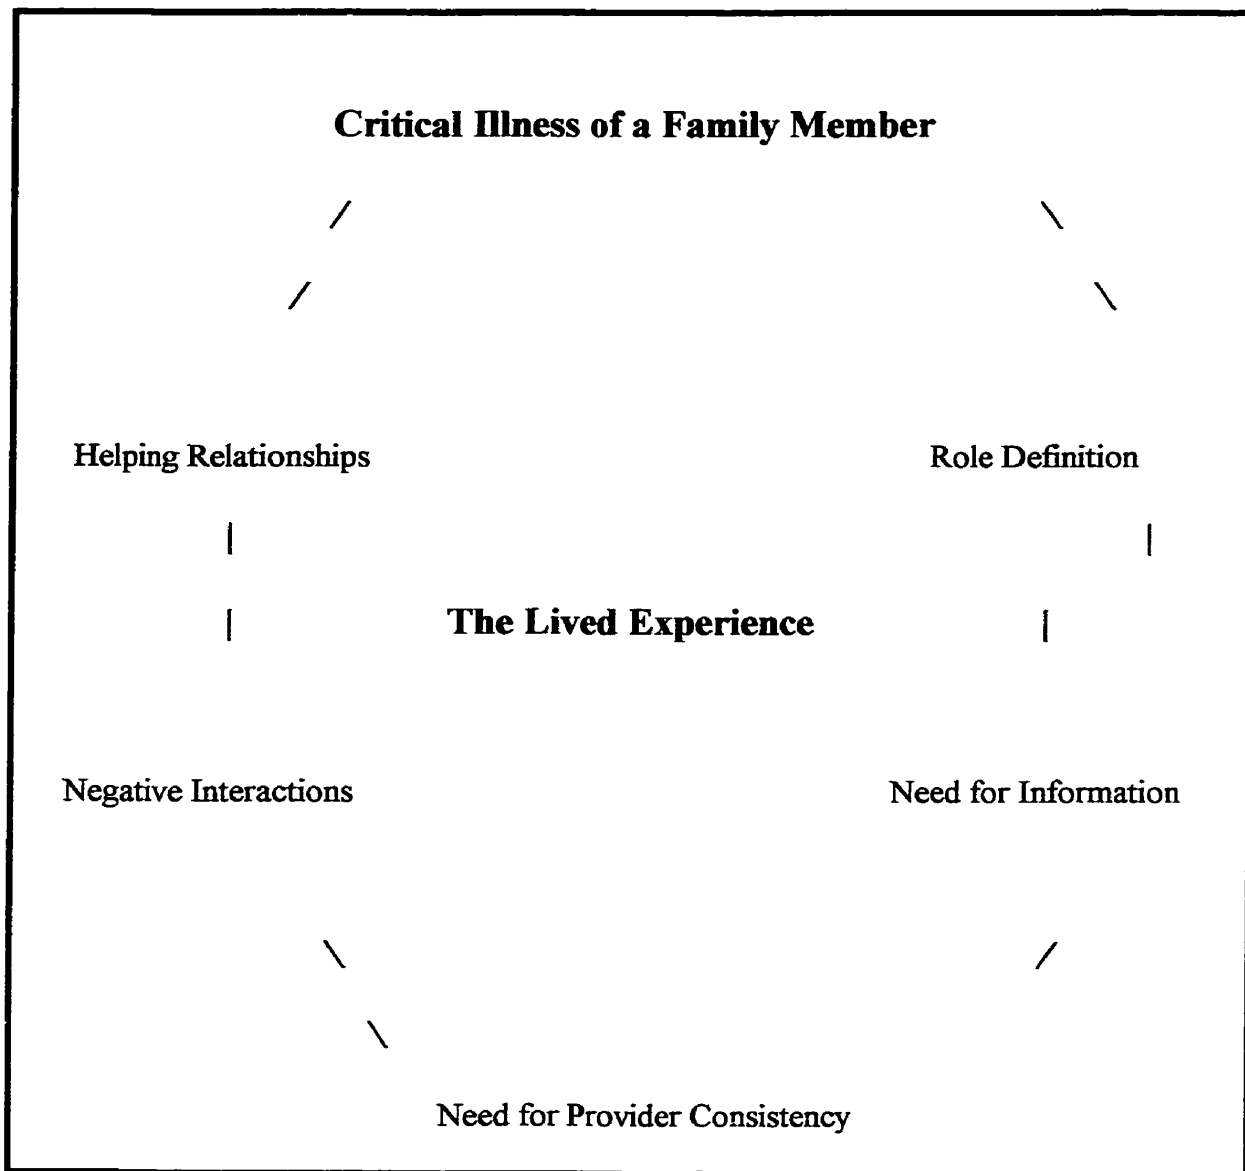 Critical Illness of a Family Member
/ \
/ \
Helping Relationships Role Definition
| |
| The Lived Experience |
Negative Interactions Need for Information
\ /
\
Need for Provider Consistency